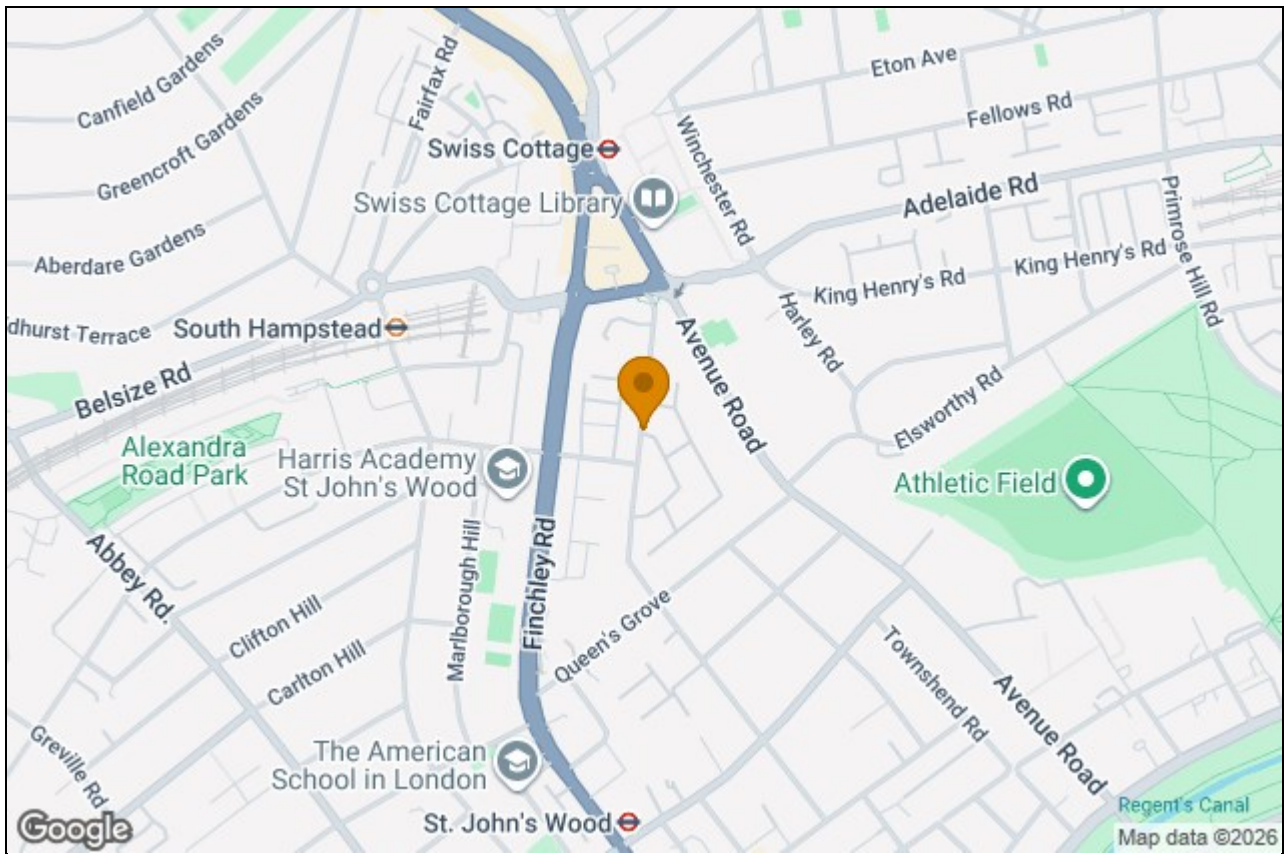 Canfield Gardens
Fairfax Rd
Eton Ave
Greencroft Gardens
Fellows Rd
Swiss Cottage
Winchester Rd
Swiss Cottage Library
Adelaide Rd
Primrose Hill Rd
Aberdare Gardens
King Henry's Rd
King Henry's Rd
dhurst Terrace
South Hampstead
Harley Rd
Avenue Road
Belsize Rd
Elsworthy Rd
Alexandra
Road Park
Harris Academy
St John's Wood
Athletic Field
Abbey Rd.
Marlborough Hill
Finchley Rd
Clifton Hill
Queen's Grove
Carlton Hill
Townshend Rd
Avenue Road
Greville Rd
The American
School in London
St. John's Wood
Regent's Canal
Google
Map data ©2026